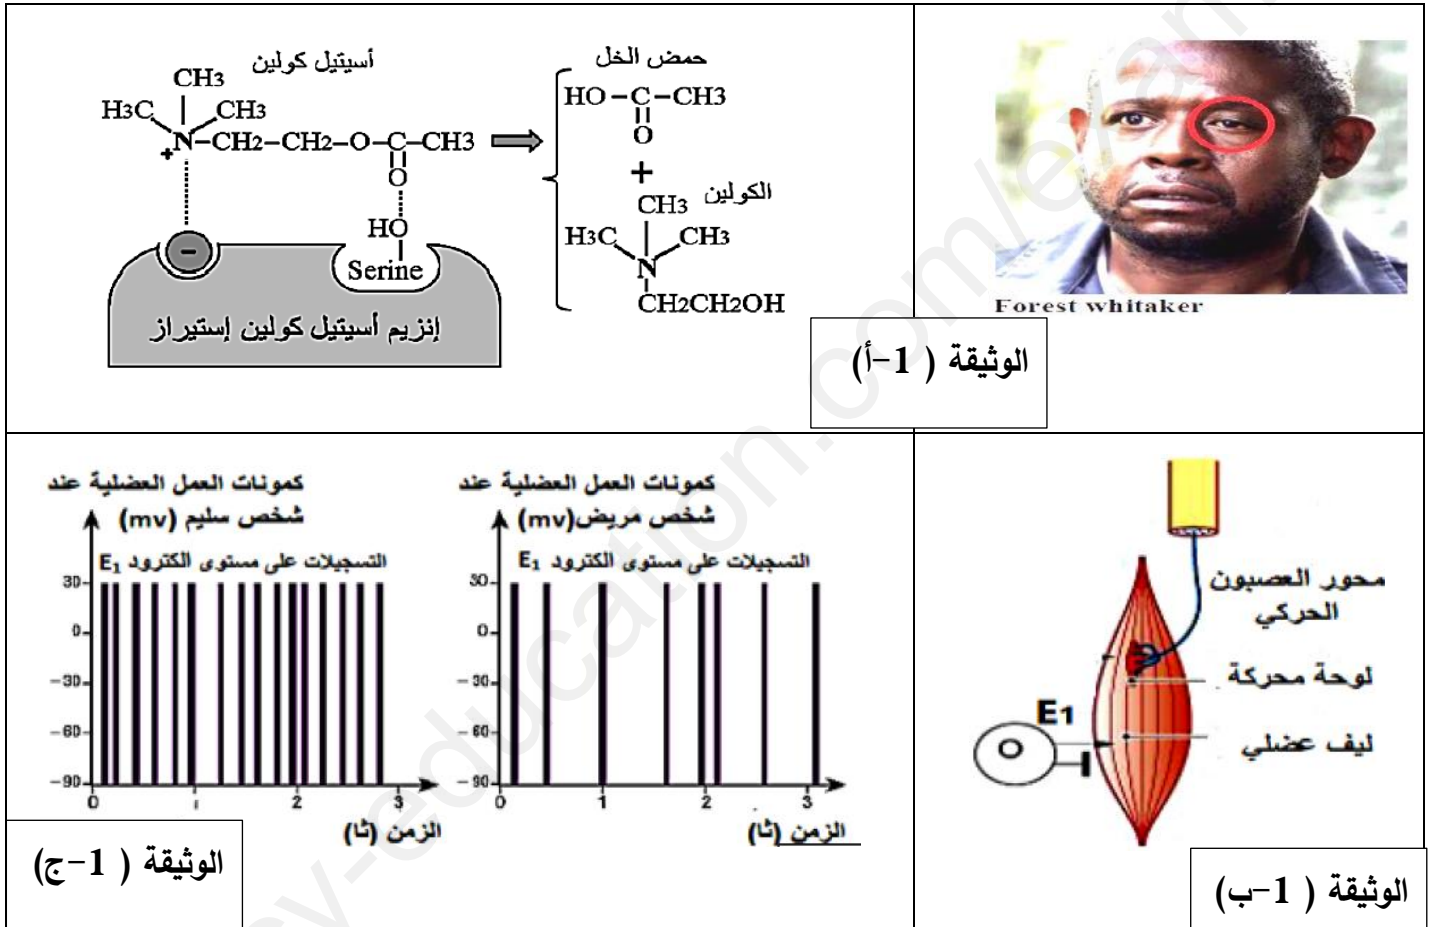 أسيتيل كولين
CH3
H3C CH3
N–CH2–CH2–O–C–CH3
+
O
HO
Serine
–
إنزيم أسيتيل كولين إستيراز
حمض الخل
HO–C–CH3
O
+
الكولين
CH3
H3C CH3
N
CH2CH2OH
Forest whitaker
الوثيقة ( 1-أ)
كمونات العمل العضلية عند
شخص مريض(mv)
التسجيلات على مستوى الكترود E1
30
0
–30
–60
–90
0 1 2 3
الزمن (ثا)
كمونات العمل العضلية عند
شخص سليم (mv)
التسجيلات على مستوى الكترود E1
30
0
–30
–60
–90
0 1 2 3
الزمن (ثا)
الوثيقة ( 1-ج)
محور العصبون
الحركي
لوحة محركة
ليف عضلي
E1
الوثيقة ( 1-ب)